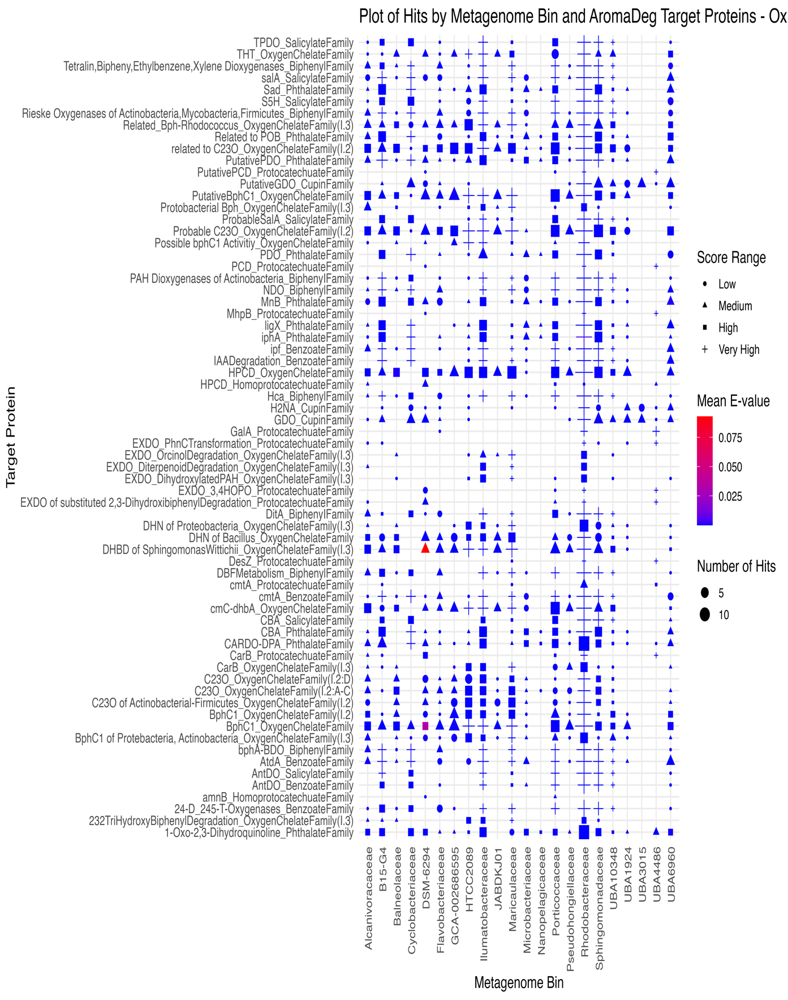 Plot of Hits by Metagenome Bin and AromaDeg Target Proteins - Ox
TPDO_SalicylateFamily
THT_OxygenChelateFamily
Tetralin,Bipheny,Ethylbenzene,Xylene Dioxygenases_BiphenylFamily
salA_SalicylateFamily
Sad_PhthalateFamily
S5H_SalicylateFamily
Rieske Oxygenases of Actinobacteria,Mycobacteria,Firmicutes_BiphenylFamily
Related_Bph-Rhodococcus_OxygenChelateFamily(I.3)
Related to POB_PhthalateFamily
related to C23O_OxygenChelateFamily(I.2)
PutativePDO_PhthalateFamily
PutativePCD_ProtocatechuateFamily
PutativeGDO_CupinFamily
PutativeBphC1_OxygenChelateFamily
Protobacterial Bph_OxygenChelateFamily(I.3)
ProbableSalA_SalicylateFamily
Probable C23O_OxygenChelateFamily(I.2)
Possible bphC1 Activitiy_OxygenChelateFamily
PDO_PhthalateFamily
PCD_ProtocatechuateFamily
PAH Dioxygenases of Actinobacteria_BiphenylFamily
NDO_BiphenylFamily
MnB_PhthalateFamily
MhpB_ProtocatechuateFamily
ligX_PhthalateFamily
iphA_PhthalateFamily
ipf_BenzoateFamily
IAADegradation_BenzoateFamily
HPCD_OxygenChelateFamily
HPCD_HomoprotocatechuateFamily
Hca_BiphenylFamily
H2NA_CupinFamily
GDO_CupinFamily
GalA_ProtocatechuateFamily
EXDO_PhnCTransformation_ProtocatechuateFamily
EXDO_OrcinolDegradation_OxygenChelateFamily(I.3)
EXDO_DiterpenoidDegradation_OxygenChelateFamily(I.3)
EXDO_DihydroxylatedPAH_OxygenChelateFamily(I.3)
EXDO_3,4HOPO_ProtocatechuateFamily
EXDO of substituted 2,3-DihydroxibiphenylDegradation_ProtocatechuateFamily
DitA_BiphenylFamily
DHN of Proteobacteria_OxygenChelateFamily(I.3)
DHN of Bacillus_OxygenChelateFamily
DHBD of SphingomonasWittichii_OxygenChelateFamily(I.3)
DesZ_ProtocatechuateFamily
DBFMetabolism_BiphenylFamily
cmtA_ProtocatechuateFamily
cmtA_BenzoateFamily
cmC-dhbA_OxygenChelateFamily
CBA_SalicylateFamily
CBA_PhthalateFamily
CARDO-DPA_PhthalateFamily
CarB_ProtocatechuateFamily
CarB_OxygenChelateFamily(I.3)
C23O_OxygenChelateFamily(I.2:D)
C23O_OxygenChelateFamily(I.2:A-C)
C23O of Actinobacterial-Firmicutes_OxygenChelateFamily(I.2)
BphC1_OxygenChelateFamily(I.2)
BphC1_OxygenChelateFamily
BphC1 of Protebacteria, Actinobacteria_OxygenChelateFamily(I.3)
bphA-BDO_BiphenylFamily
AtdA_BenzoateFamily
AntDO_SalicylateFamily
AntDO_BenzoateFamily
amnB_HomoprotocatechuateFamily
24-D_245-T-Oxygenases_BenzoateFamily
232TriHydroxyBiphenylDegradation_OxygenChelateFamily(I.3)
1-Oxo-2,3-Dihydroquinoline_PhthalateFamily
Target Protein
Alcanivoracaceae
B15-G4
Balneolaceae
Cyclobacteriaceae
DSM-6294
Flavobacteriaceae
GCA-002686595
HTCC2089
Ilumatobacteraceae
JABDKJ01
Maricaulaceae
Microbacteriaceae
Nanopelagicaceae
Porticoccaceae
Pseudohongiellaceae
Rhodobacteraceae
Sphingomonadaceae
UBA10348
UBA1924
UBA3015
UBA4486
UBA6960
Metagenome Bin
Score Range
Low
Medium
High
Very High
Mean E-value
0.075
0.050
0.025
Number of Hits
5
10